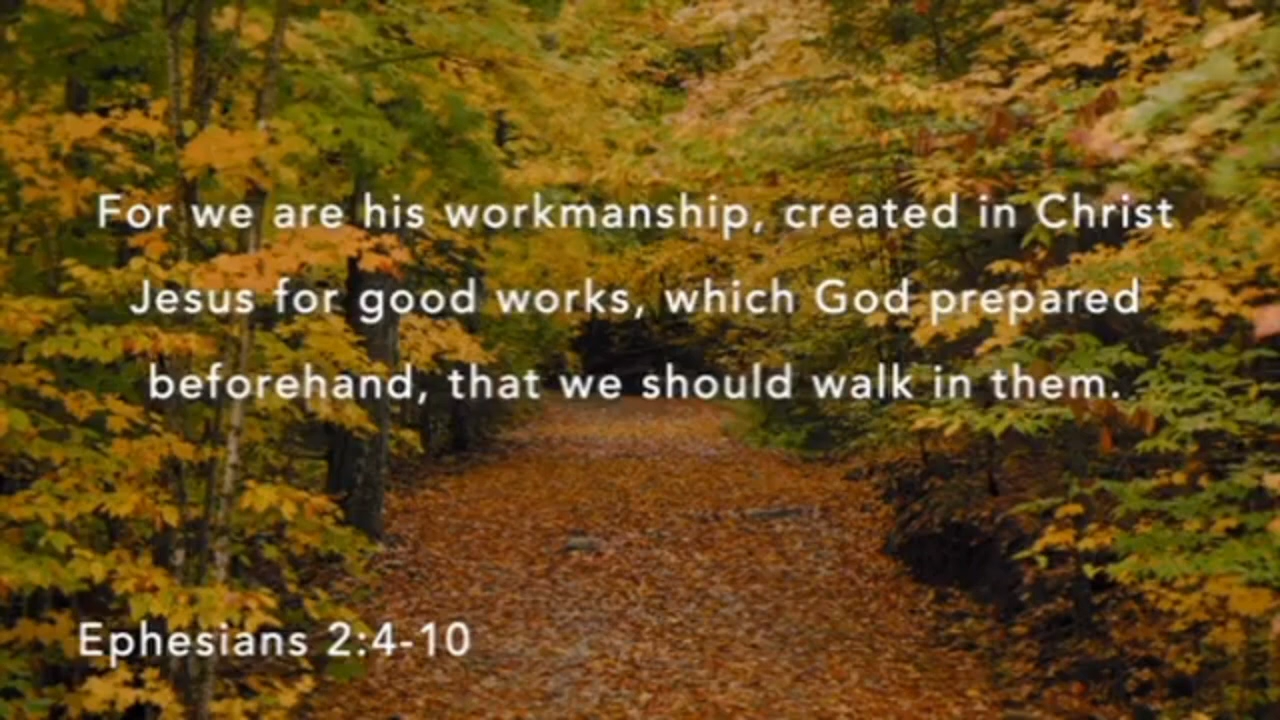 For we are his workmanship, created in Christ
Jesus for good works, which God prepared
beforehand, that we should walk in them.
Ephesians 2:4-10